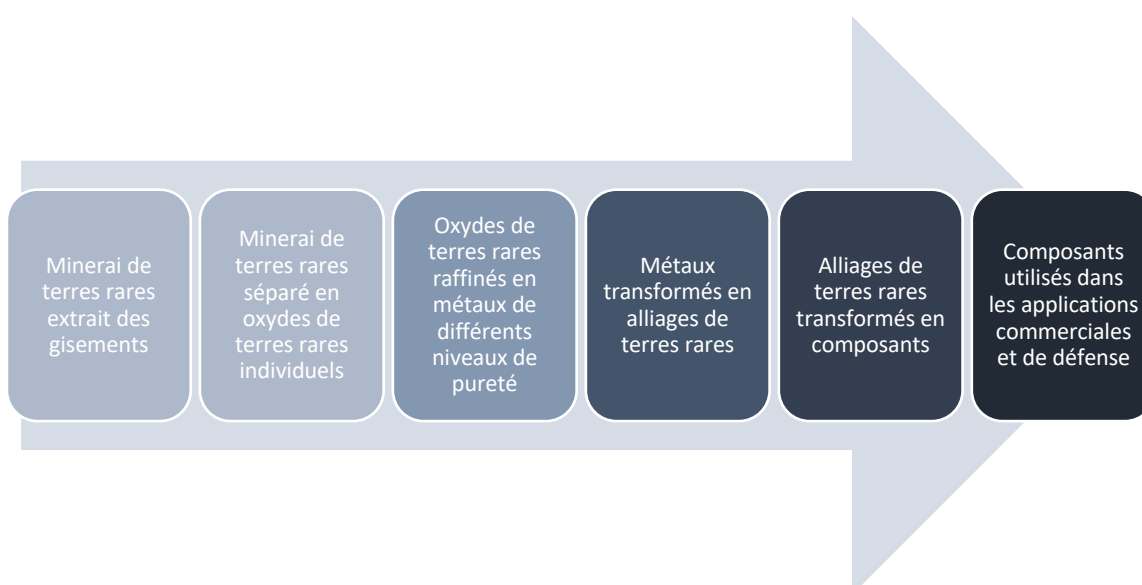 Minerai de
terres rares
extrait des
gisements
Minerai de
terres rares
séparé en
oxydes de
terres rares
individuels
Oxydes de
terres rares
raffinés en
métaux de
différents
niveaux de
pureté
Métaux
transformés en
alliages de
terres rares
Alliages de
terres rares
transformés en
composants
Composants
utilisés dans
les applications
commerciales
et de défense